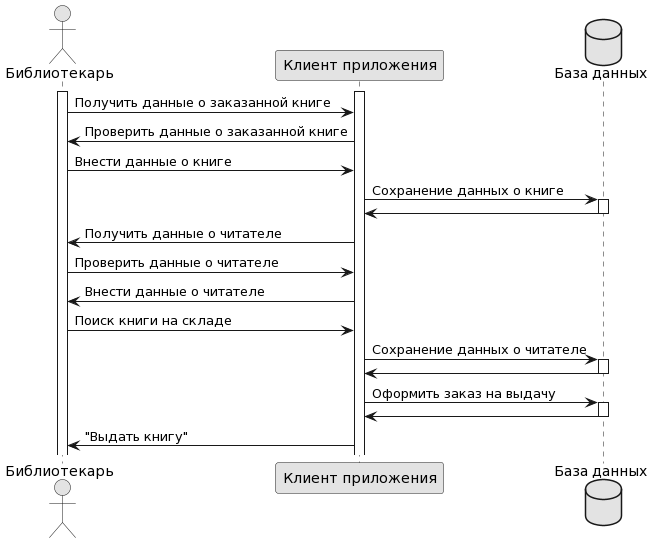 Библиотекарь
Клиент приложения
База данных
Получить данные о заказанной книге
Проверить данные о заказанной книге
Внести данные о книге
Сохранение данных о книге
Получить данные о читателе
Проверить данные о читателе
Внести данные о читателе
Поиск книги на складе
Сохранение данных о читателе
Оформить заказ на выдачу
"Выдать книгу"
Библиотекарь
Клиент приложения
База данных